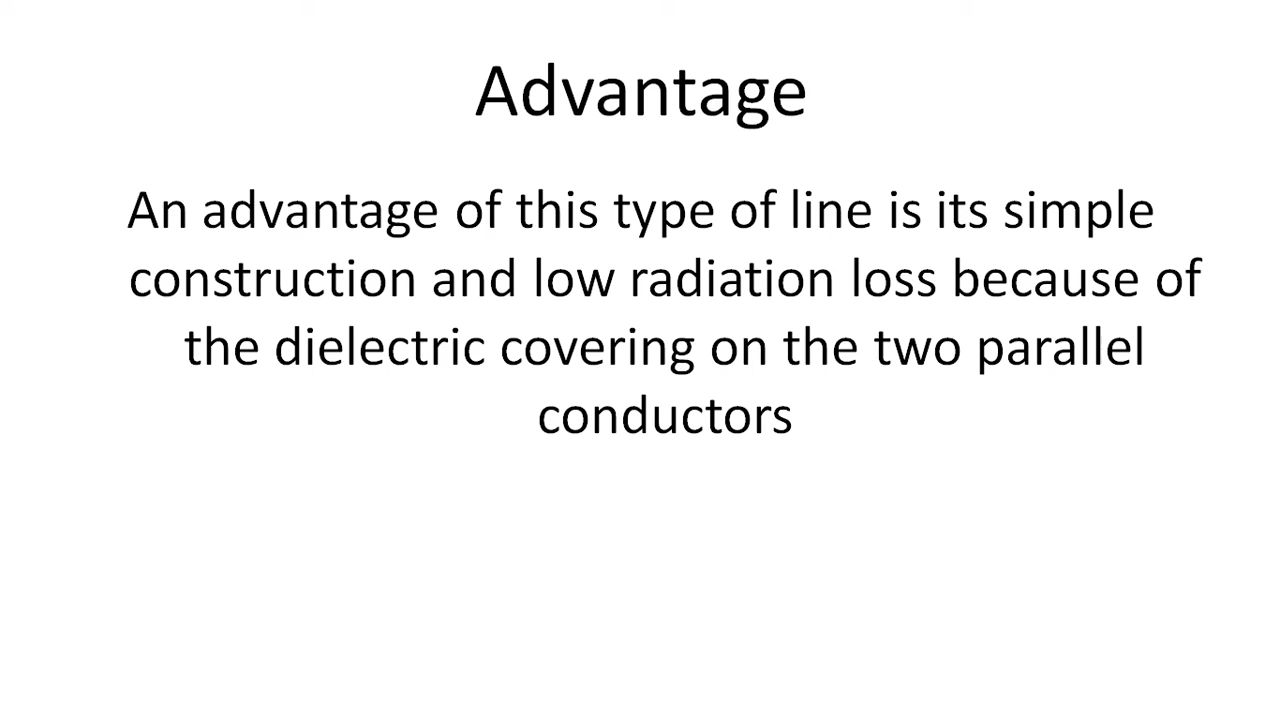 Advantage
An advantage of this type of line is its simple
construction and low radiation loss because of
the dielectric covering on the two parallel
conductors